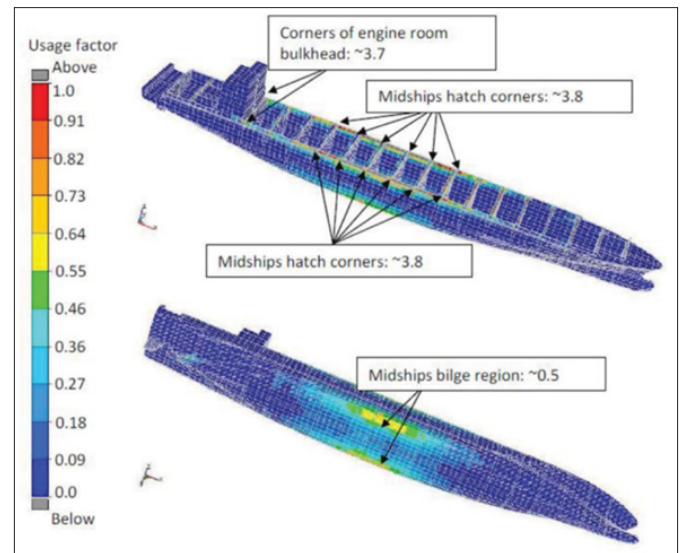 Usage factor
Above
1.0
0.91
0.82
0.73
0.64
0.55
0.46
0.36
0.27
0.18
0.09
0.0
Below
Corners of engine room
bulkhead: ~3.7
Midships hatch corners: ~3.8
Midships hatch corners: ~3.8
Midships bilge region: ~0.5